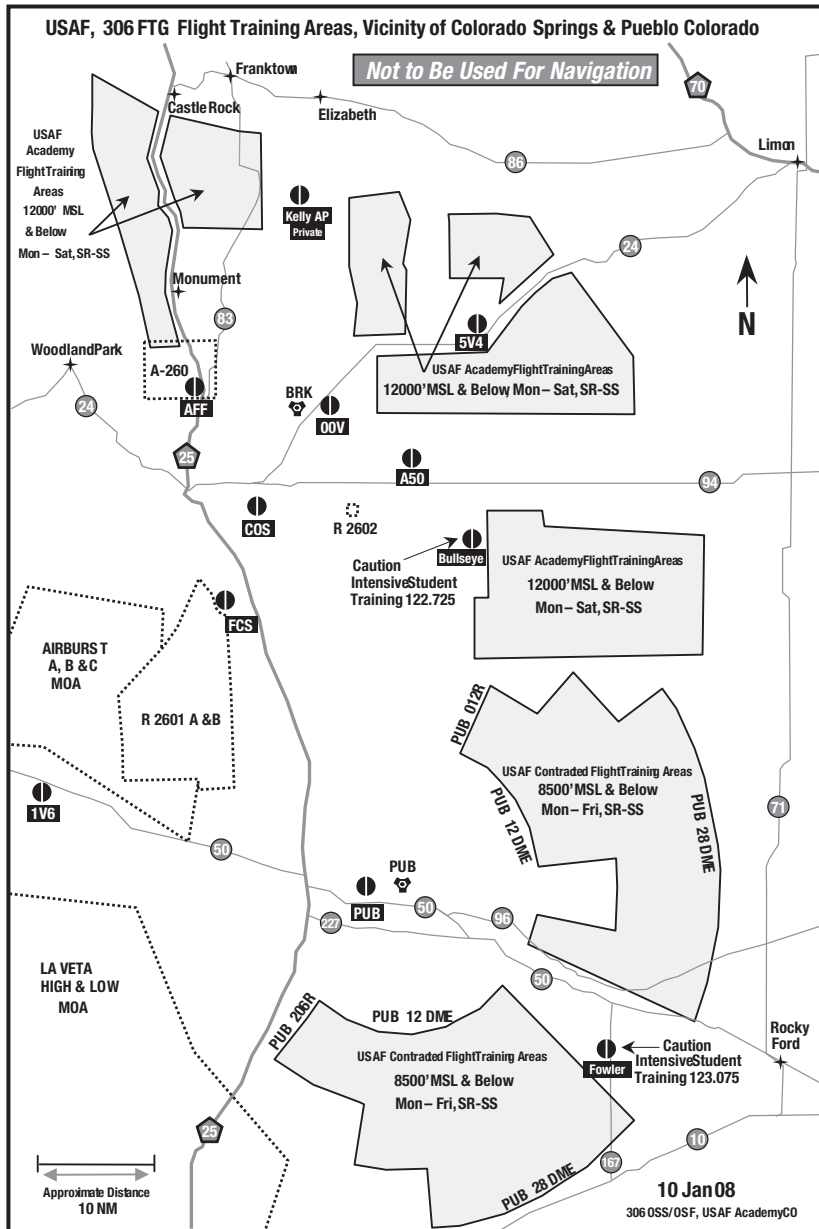 USAF, 306 FTG Flight Training Areas, Vicinity of Colorado Springs & Pueblo Colorado
Not to Be Used For Navigation
Franktown
70
Castle Rock
Elizabeth
USAF
Academy
FlightTraining
Areas
12000' MSL
& Below
Mon – Sat, SR-SS
86
Limon
Kelly AP
Private
24
Monument
83
N
5V4
WoodlandPark
A-260
USAF AcademyFlightTrainingAreas
12000'MSL & Below, Mon – Sat, SR-SS
AFF
BRK
00V
24
25
A50
94
COS
R 2602
Bullseye
Caution
IntensiveStudent
Training 122.725
USAF AcademyFlightTrainingAreas
12000'MSL & Below
Mon – Sat, SR-SS
FCS
AIRBURS T
A, B & C
MOA
R 2601 A &B
PUB 012R
USAF Contraded FlightTraining Areas
8500'MSL & Below
Mon – Fri, SR-SS
PUB 12 DME
PUB 28 DME
1V6
71
50
PUB
PUB
50
96
227
50
LA VETA
HIGH & LOW
MOA
PUB 206R
PUB 12 DME
Rocky
Ford
Caution
IntensiveStudent
Training 123.075
Fowler
USAF Contraded FlightTraining Areas
8500'MSL & Below
Mon – Fri, SR-SS
25
10
167
PUB 28 DME
Approximate Distance
10 NM
10 Jan08
306 OSS/OSF, USAF AcademyCO